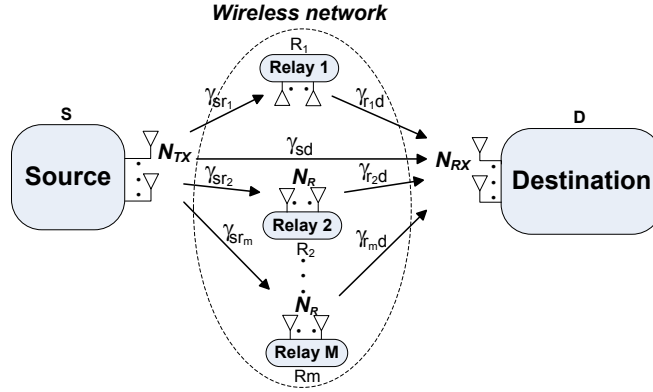 Wireless network
R1
Relay 1
γsr1
γr1d
S
D
NTX
γsd
NRX
Source
Destination
γsr2
NR
γr2d
Relay 2
R2
γsrm
γrmd
NR
Relay M
Rm